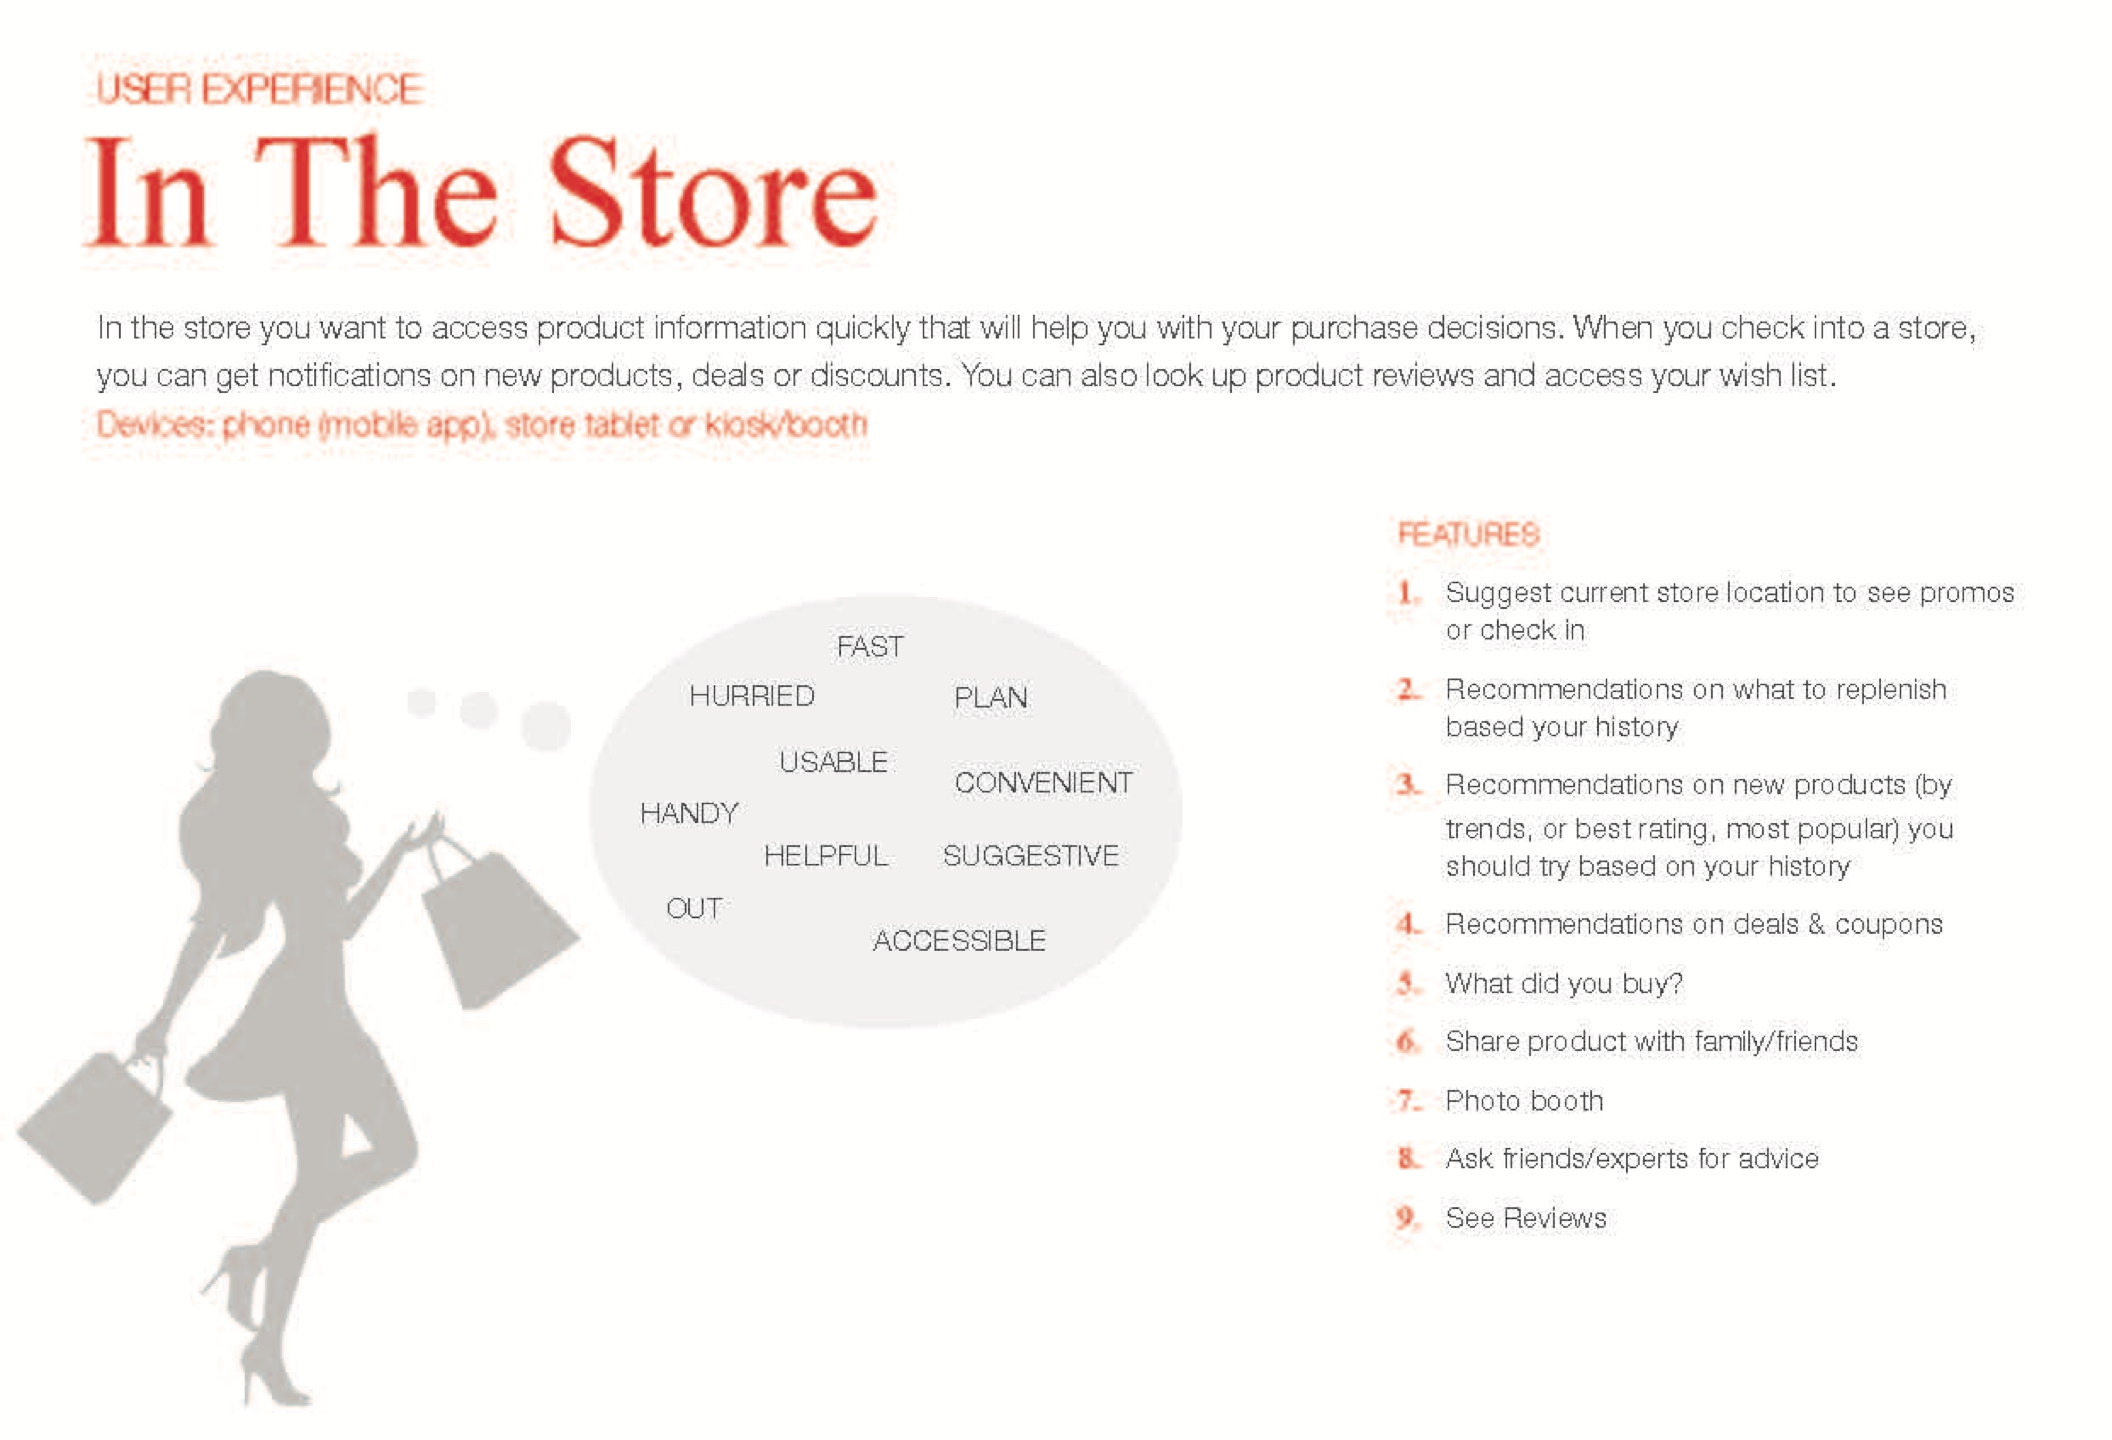 USER EXPERIENCE
In The Store
In the store you want to access product information quickly that will help you with your purchase decisions. When you check into a store,
you can get notifications on new products, deals or discounts. You can also look up product reviews and access your wish list.
Devices: phone (mobile app), store tablet or kiosk/booth
FAST
HURRIED
PLAN
USABLE
CONVENIENT
HANDY
HELPFUL
SUGGESTIVE
OUT
ACCESSIBLE
FEATURES
1. Suggest current store location to see promos
or check in
2. Recommendations on what to replenish
based your history
3. Recommendations on new products (by
trends, or best rating, most popular) you
should try based on your history
4. Recommendations on deals & coupons
5. What did you buy?
6. Share product with family/friends
7. Photo booth
8. Ask friends/experts for advice
9. See Reviews